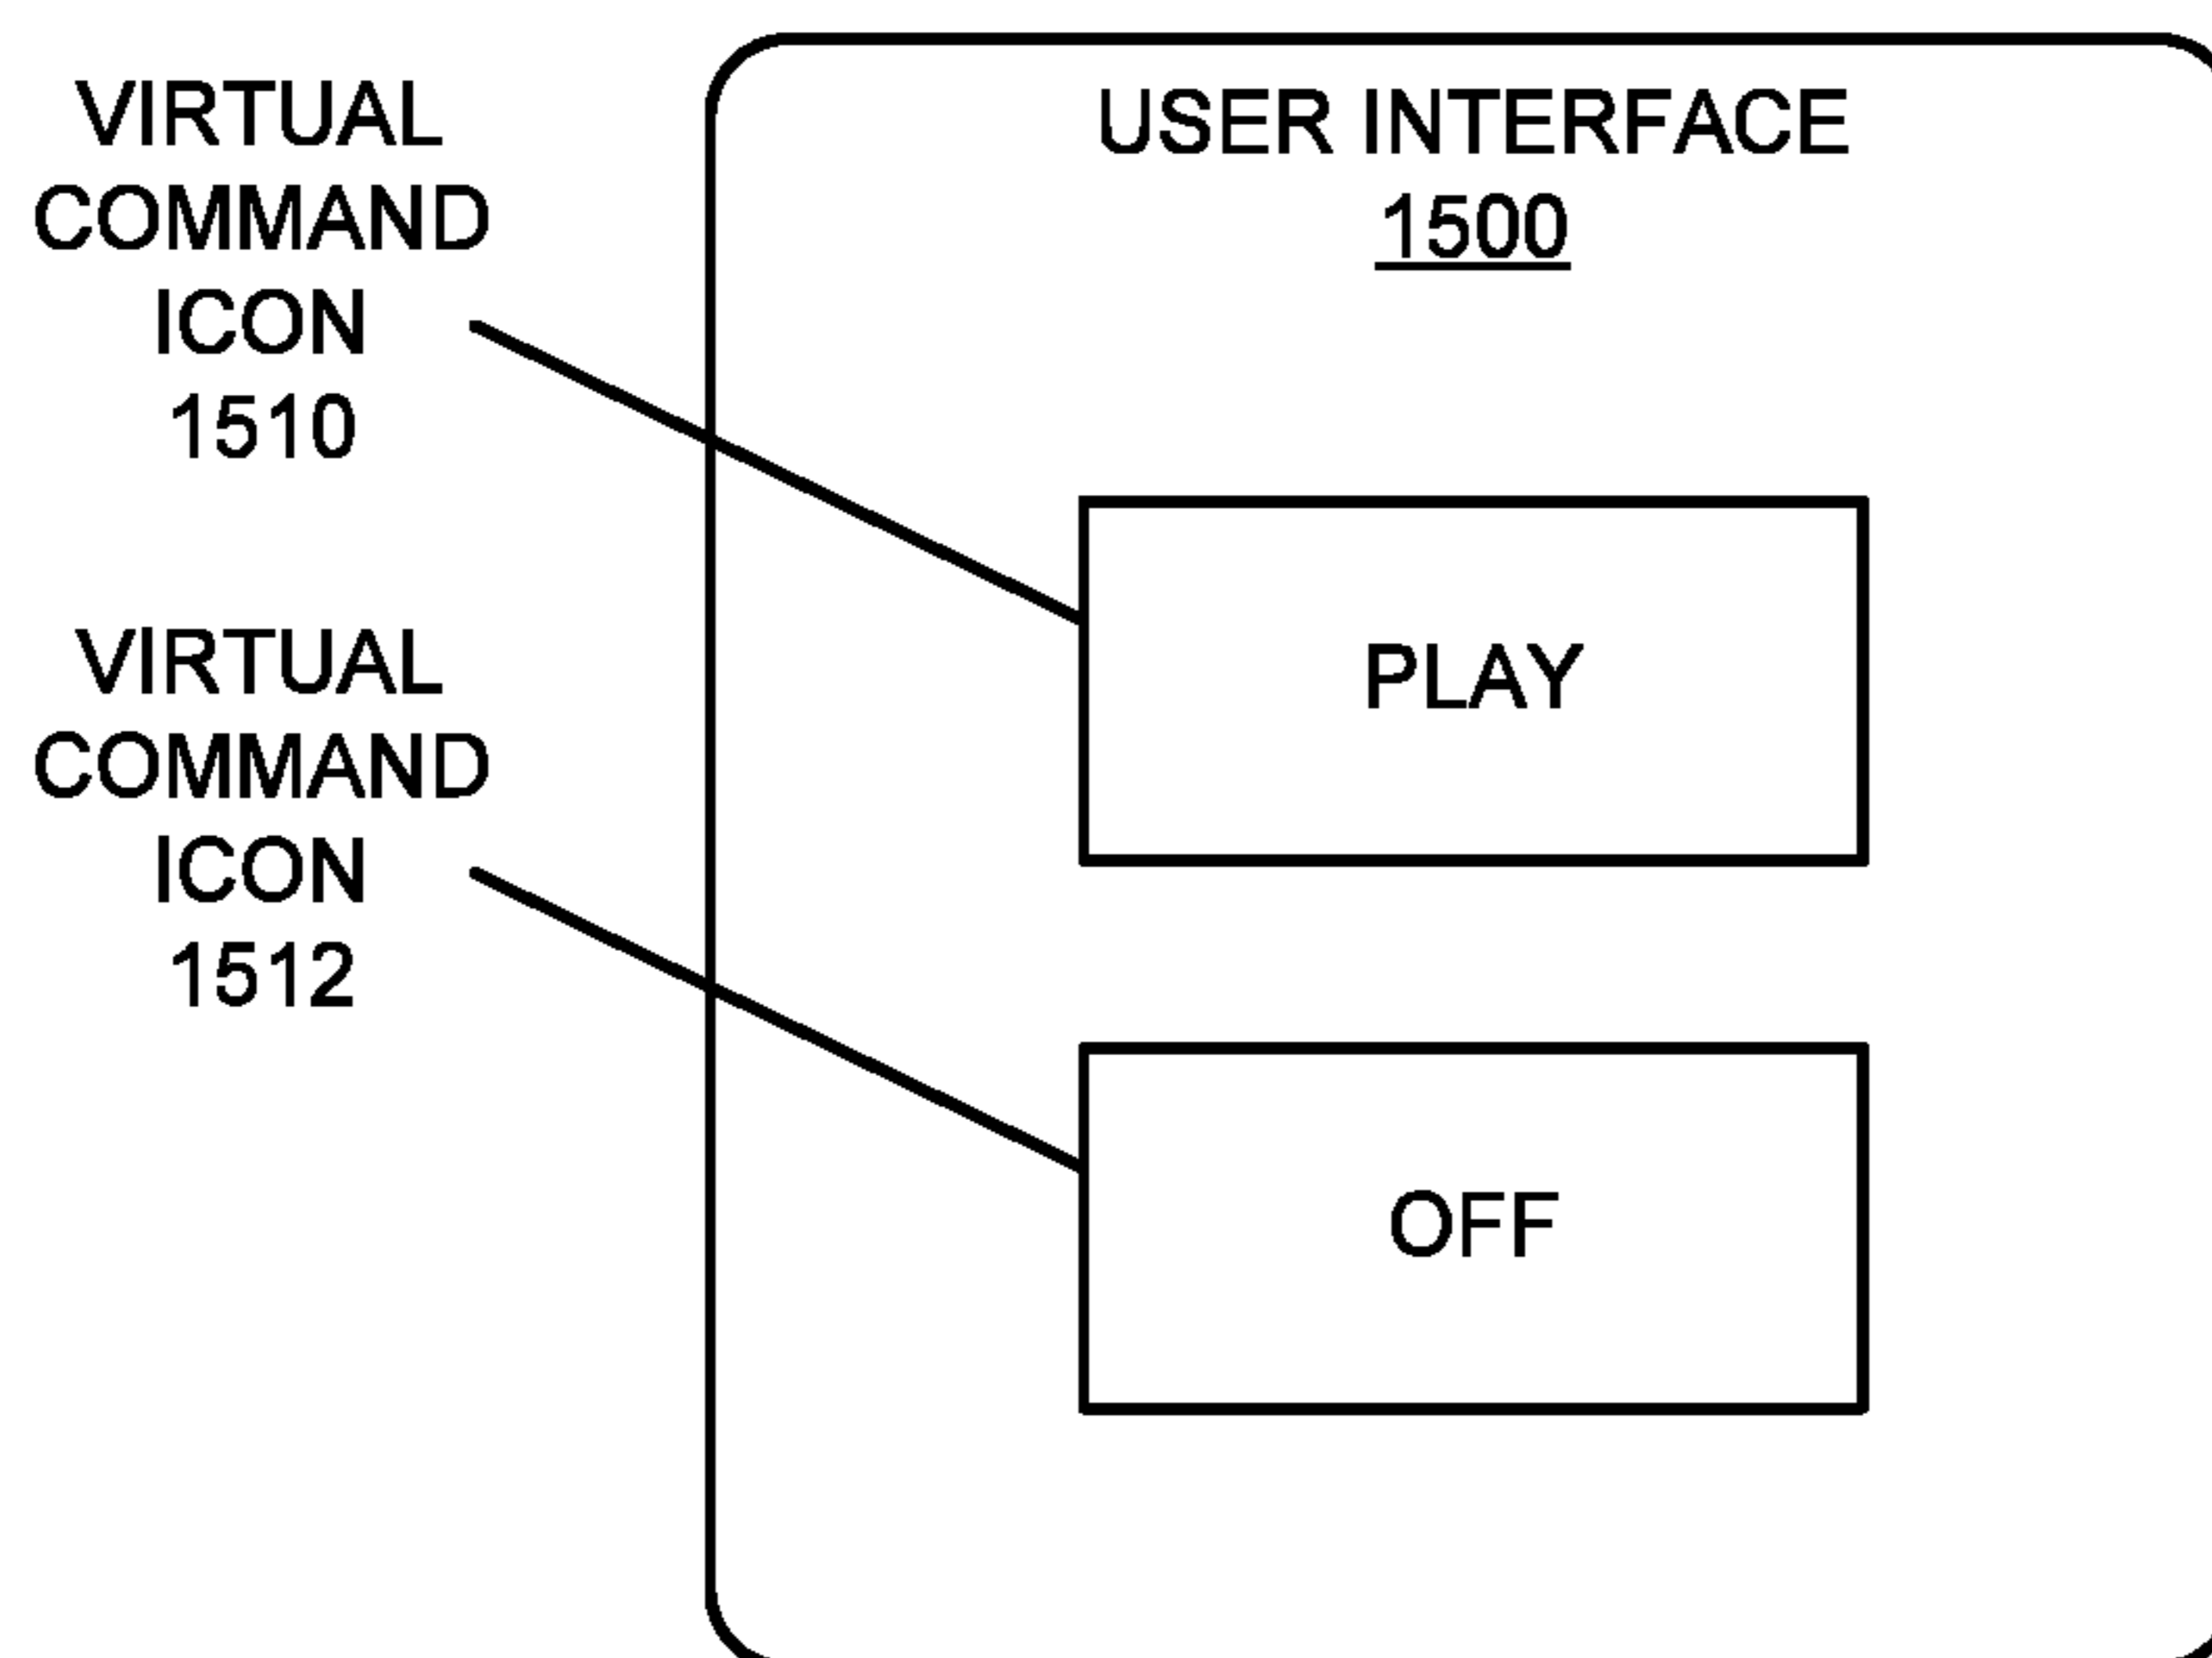 VIRTUAL
COMMAND
ICON
1510
VIRTUAL
COMMAND
ICON
1512
USER INTERFACE
1500
PLAY
OFF